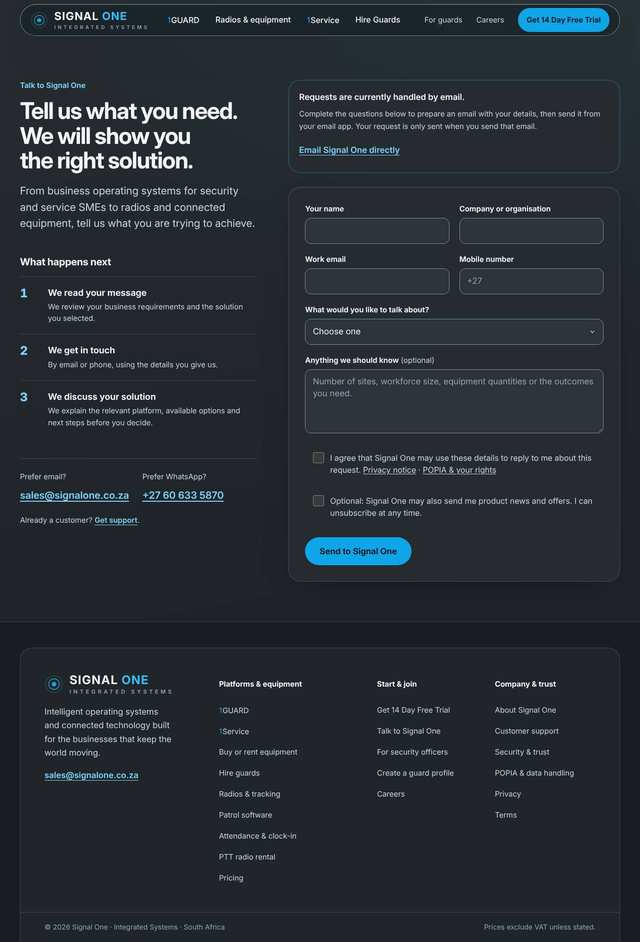 SIGNAL ONE
INTEGRATED SYSTEMS
1GUARD
Radios & equipment
1Service
Hire Guards
For guards
Careers
Get 14 Day Free Trial
Talk to Signal One
Tell us what you need.
We will show you
the right solution.
From business operating systems for security
and service SMEs to radios and connected
equipment, tell us what you are trying to achieve.
What happens next
1
We read your message
We review your business requirements and the solution
you selected.
2
We get in touch
By email or phone, using the details you give us.
3
We discuss your solution
We explain the relevant platform, available options and
next steps before you decide.
Prefer email?
sales@signalone.co.za
Prefer WhatsApp?
+27 60 633 5870
Already a customer? Get support.
Requests are currently handled by email.
Complete the questions below to prepare an email with your details, then send it from
your email app. Your request is only sent when you send that email.
Email Signal One directly
Your name
Company or organisation
Work email
Mobile number
+27
What would you like to talk about?
Choose one
Anything we should know (optional)
Number of sites, workforce size, equipment quantities or the outcomes
you need.
I agree that Signal One may use these details to reply to me about this
request. Privacy notice · POPIA & your rights
Optional: Signal One may also send me product news and offers. I can
unsubscribe at any time.
Send to Signal One
SIGNAL ONE
INTEGRATED SYSTEMS
Intelligent operating systems
and connected technology built
for the businesses that keep the
world moving.
sales@signalone.co.za
Platforms & equipment
1GUARD
1Service
Buy or rent equipment
Hire guards
Radios & tracking
Patrol software
Attendance & clock-in
PTT radio rental
Pricing
Start & join
Get 14 Day Free Trial
Talk to Signal One
For security officers
Create a guard profile
Careers
Company & trust
About Signal One
Customer support
Security & trust
POPIA & data handling
Privacy
Terms
© 2026 Signal One · Integrated Systems · South Africa
Prices exclude VAT unless stated.